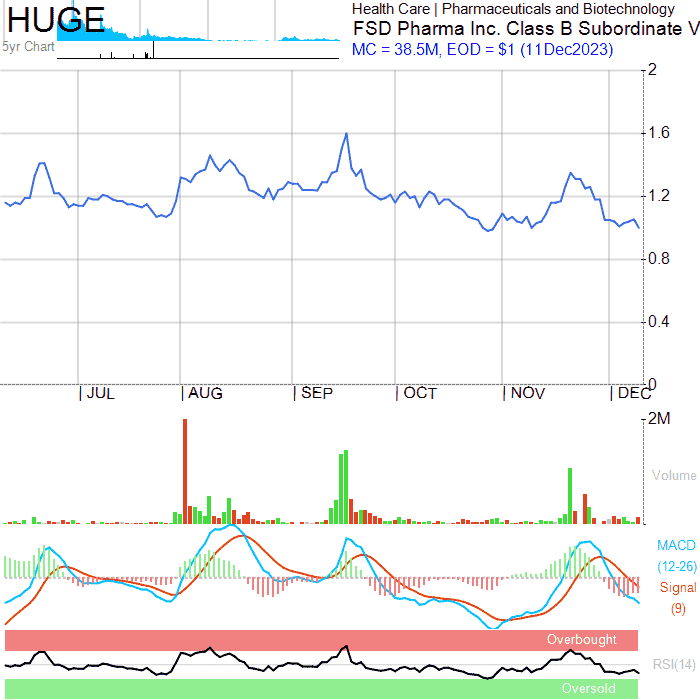 HUGE
5yr Chart
Health Care | Pharmaceuticals and Biotechnology
FSD Pharma Inc. Class B Subordinate V
MC = 38.5M, EOD = $1 (11Dec2023)
2
1.6
1.2
0.8
0.4
0
| JUL | AUG | SEP | OCT | NOV | DEC
2M
Volume
MACD
(12-26)
Signal
(9)
Overbought
RSI(14)
Oversold